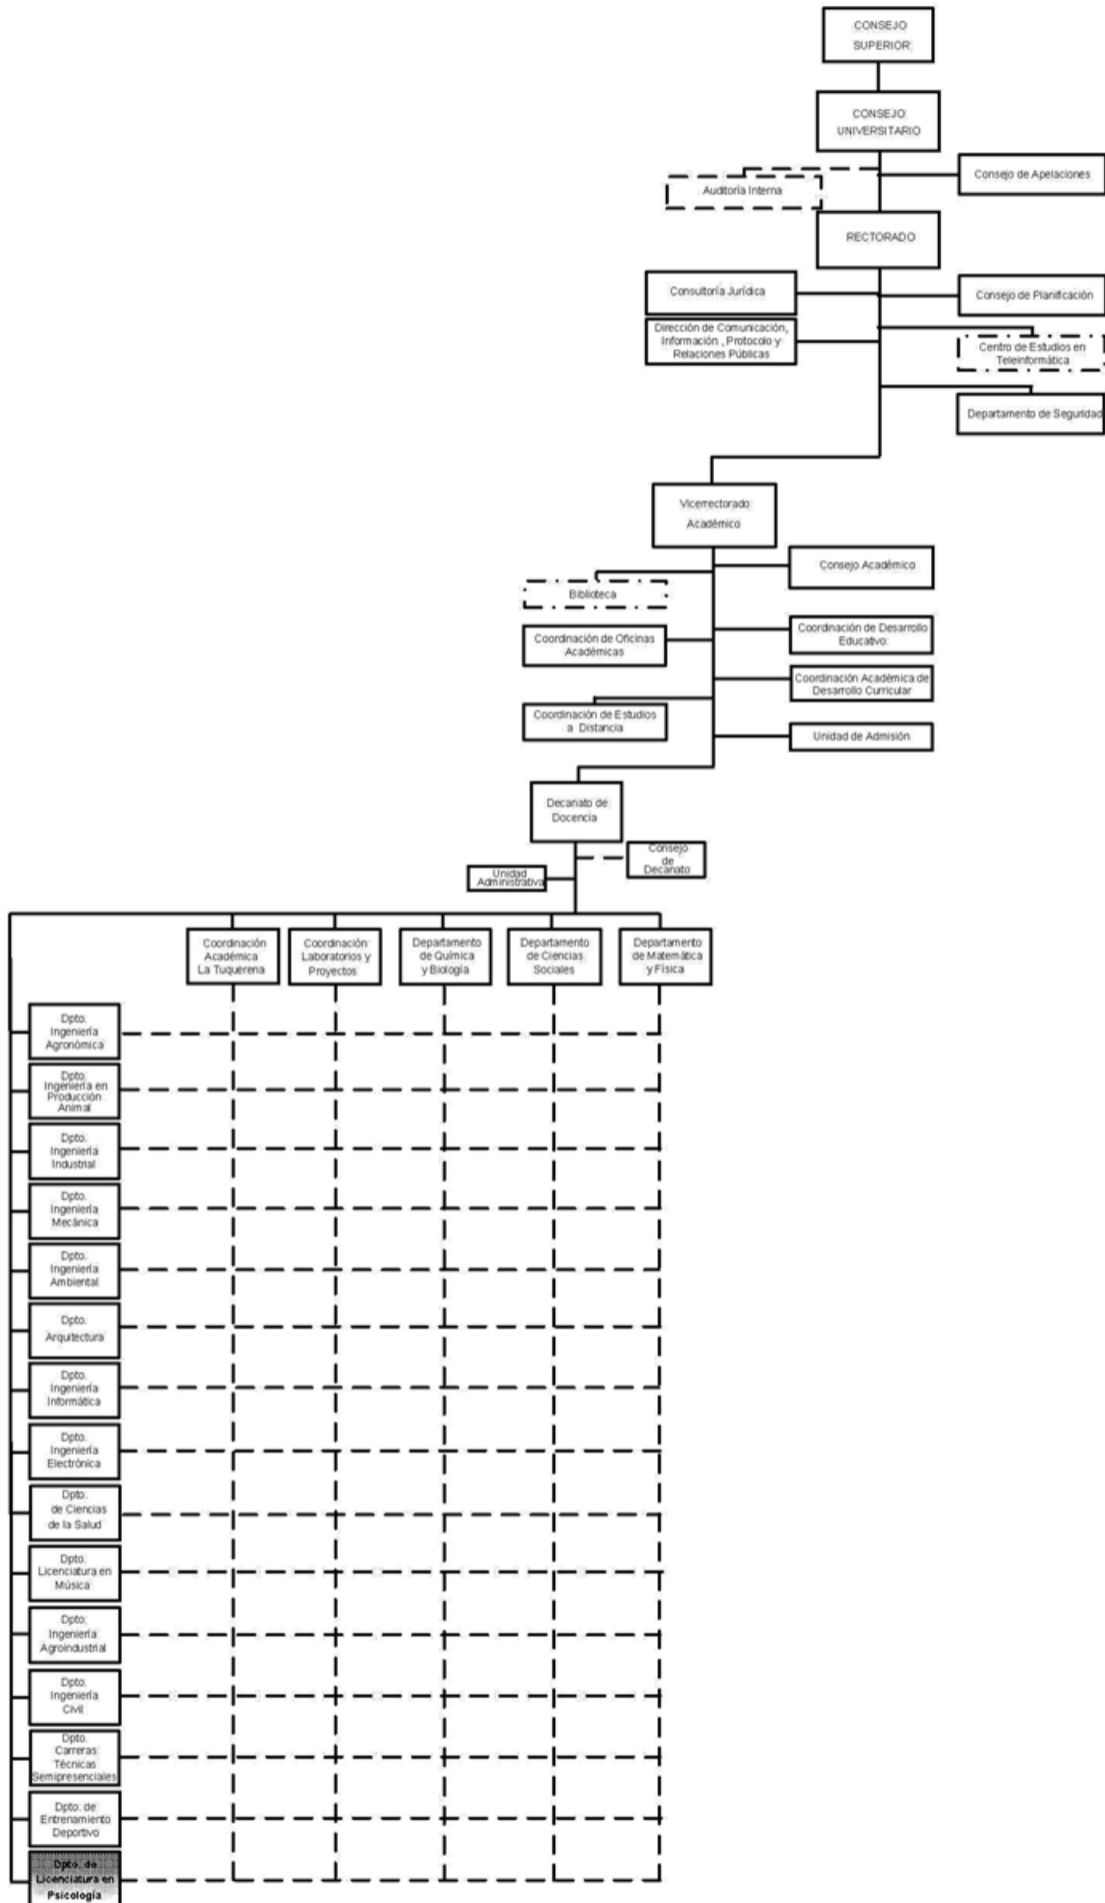 CONSEJO
SUPERIOR
CONSEJO
UNIVERSITARIO
Auditoría Interna
Consejo de Apelaciones
RECTORADO
Consultoría Jurídica
Consejo de Planificación
Dirección de Comunicación,
Información , Protocolo y
Relaciones Públicas
Centro de Estudios en
Teleinformática
Departamento de Seguridad
Vicerrectorado
Académico
Consejo Académico
Biblioteca
Coordinación de Oficinas
Académicas
Coordinación de Desarrollo
Educativo
Coordinación Académica de
Desarrollo Curricular
Coordinación de Estudios
a Distancia
Unidad de Admisión
Decanato de
Docencia
Consejo
de
Decanato
Unidad
Administrativa
Coordinación
Académica
La Tuquerena
Coordinación
Laboratorios y
Proyectos
Departamento
de Química
y Biología
Departamento
de Ciencias
Sociales
Departamento
de Matemática
y Física
Dpto.
Ingeniería
Agronómica
Dpto.
Ingeniería en
Producción
Animal
Dpto.
Ingeniería
Industrial
Dpto.
Ingeniería
Mecánica
Dpto.
Ingeniería
Ambiental
Dpto.
Arquitectura
Dpto.
Ingeniería
Informática
Dpto.
Ingeniería
Electrónica
Dpto.
de Ciencias
de la Salud
Dpto.
Licenciatura en
Música
Dpto.
Ingeniería
Agroindustrial
Dpto.
Ingeniería
Civil
Dpto.
Carreras
Técnicas
Semipresenciales
Dpto. de
Entrenamiento
Deportivo
Dpto. de
Licenciatura en
Psicología